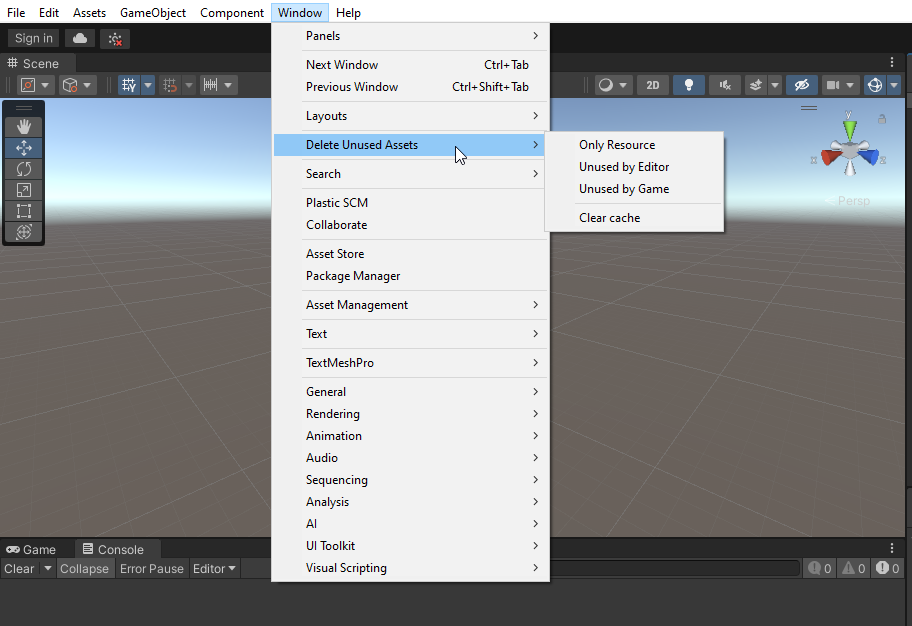 File Edit Assets GameObject Component Window Help
Sign in
Scene
2D
Panels
Next Window Ctrl+Tab
Previous Window Ctrl+Shift+Tab
Layouts
Delete Unused Assets
Only Resource
Unused by Editor
Unused by Game
Clear cache
Search
Plastic SCM
Collaborate
Asset Store
Package Manager
Asset Management
Text
TextMeshPro
General
Rendering
Animation
Audio
Sequencing
Analysis
AI
UI Toolkit
Visual Scripting
Y
X
Z
< Persp
Game Console
Clear Collapse Error Pause Editor 0 0 0